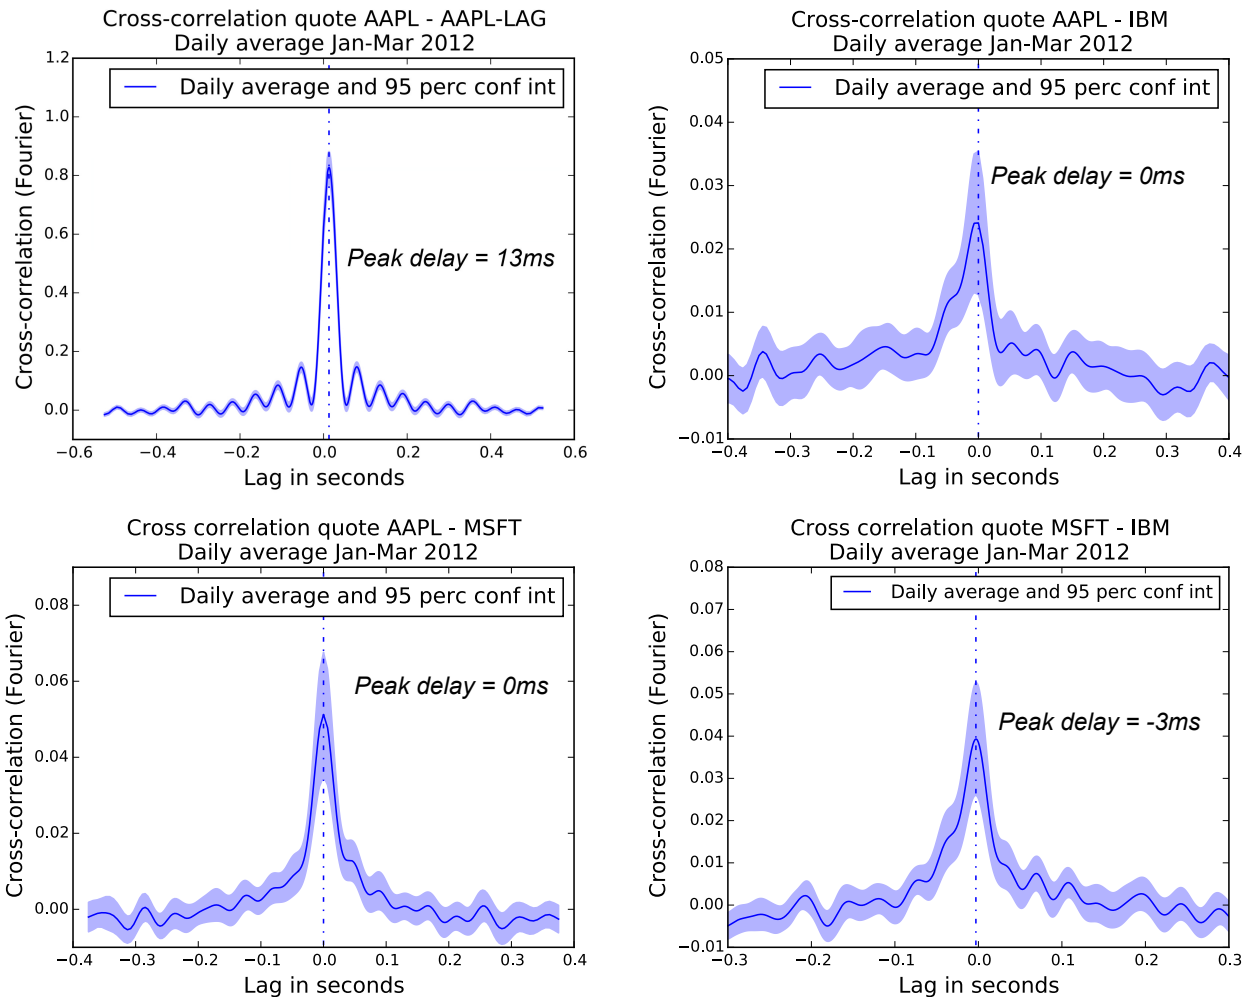 Cross-correlation quote AAPL - AAPL-LAG
Daily average Jan-Mar 2012
Cross-correlation (Fourier)
1.2
1.0
0.8
0.6
0.4
0.2
0.0
Daily average and 95 perc conf int
Peak delay = 13ms
−0.6 −0.4 −0.2 0.0 0.2 0.4 0.6
Lag in seconds
Cross-correlation quote AAPL - IBM
Daily average Jan-Mar 2012
Cross-correlation (Fourier)
0.05
0.04
0.03
0.02
0.01
0.00
−0.01
Daily average and 95 perc conf int
Peak delay = 0ms
−0.4 −0.3 −0.2 −0.1 0.0 0.1 0.2 0.3 0.4
Lag in seconds
Cross correlation quote AAPL - MSFT
Daily average Jan-Mar 2012
Cross-correlation (Fourier)
0.08
0.06
0.04
0.02
0.00
Daily average and 95 perc conf int
Peak delay = 0ms
−0.4 −0.3 −0.2 −0.1 0.0 0.1 0.2 0.3 0.4
Lag in seconds
Cross correlation quote MSFT - IBM
Daily average Jan-Mar 2012
Cross-correlation (Fourier)
0.08
0.07
0.06
0.05
0.04
0.03
0.02
0.01
0.00
−0.01
Daily average and 95 perc conf int
Peak delay = -3ms
−0.3 −0.2 −0.1 0.0 0.1 0.2 0.3
Lag in seconds